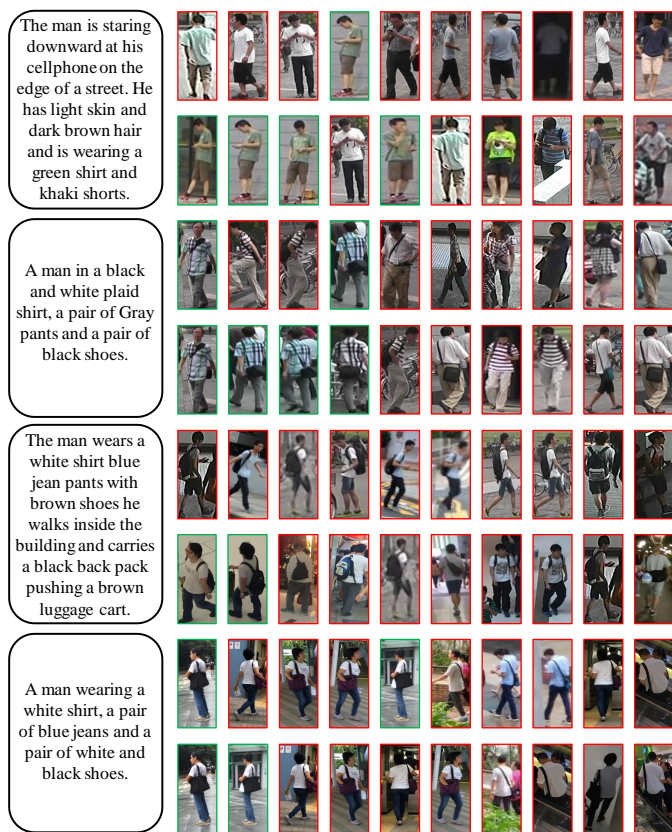 The man is staring
downward at his
cellphone on the
edge of a street. He
has light skin and
dark brown hair
and is wearing a
green shirt and
khaki shorts.
A man in a black
and white plaid
shirt, a pair of Gray
pants and a pair of
black shoes.
The man wears a
white shirt blue
jean pants with
brown shoes he
walks inside the
building and carries
a black back pack
pushing a brown
luggage cart.
A man wearing a
white shirt, a pair
of blue jeans and a
pair of white and
black shoes.